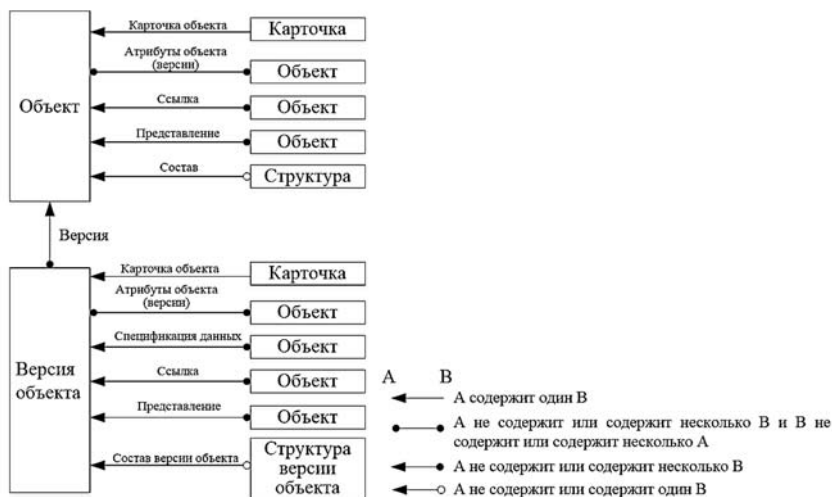 Карточка объекта
Карточка
Атрибуты объекта
(версии)
Объект
Объект
Ссылка
Объект
Представление
Объект
Состав
Структура
Версия
Карточка объекта
Карточка
Атрибуты объекта
(версии)
Объект
Спецификация данных
Объект
Версия
объекта
Ссылка
Объект
Представление
Объект
Состав версии объекта
Структура
версии
объекта
A B
А содержит один В
А не содержит или содержит несколько В и В не
содержит или содержит несколько А
А не содержит или содержит несколько В
А не содержит или содержит один В